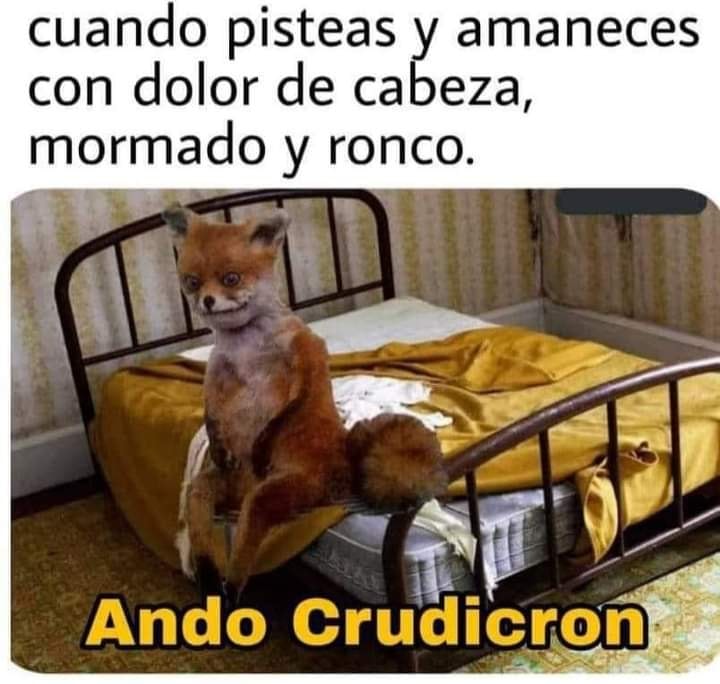 cuando pisteas y amaneces
con dolor de cabeza,
mormado y ronco.
Ando Crudicron